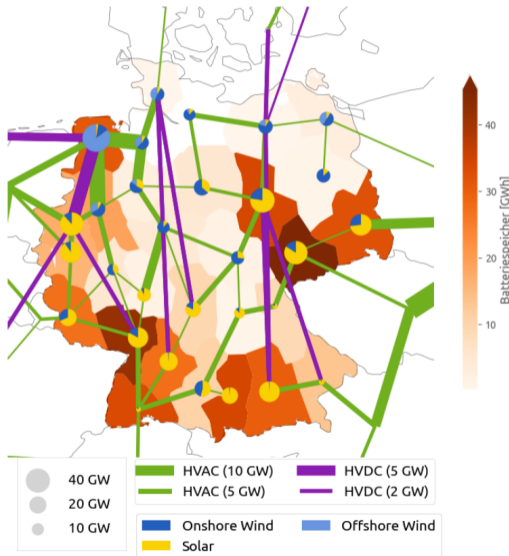 40
30
20
10
Batteriespeicher [GWh]
40 GW
20 GW
10 GW
HVAC (10 GW)
HVAC (5 GW)
HVDC (5 GW)
HVDC (2 GW)
Onshore Wind
Solar
Offshore Wind